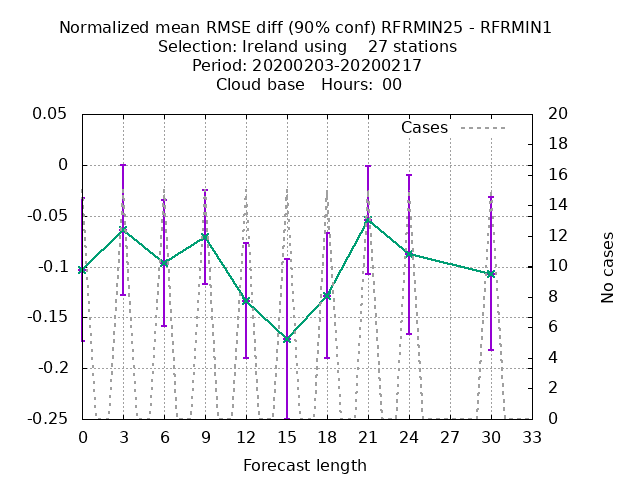 Normalized mean RMSE diff (90% conf) RFRMIN25 - RFRMIN1
Selection: Ireland using 27 stations
Period: 20200203-20200217
Cloud base Hours: 00
Cases
0.05
0
-0.05
-0.1
-0.15
-0.2
-0.25
20
18
16
14
12
10
8
6
4
2
0
No cases
0 3 6 9 12 15 18 21 24 27 30 33
Forecast length